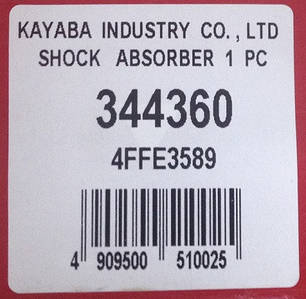 KAYABA INDUSTRY CO., LTD
SHOCK ABSORBER 1 PC
344360
4FFE3589
4 909500 510025